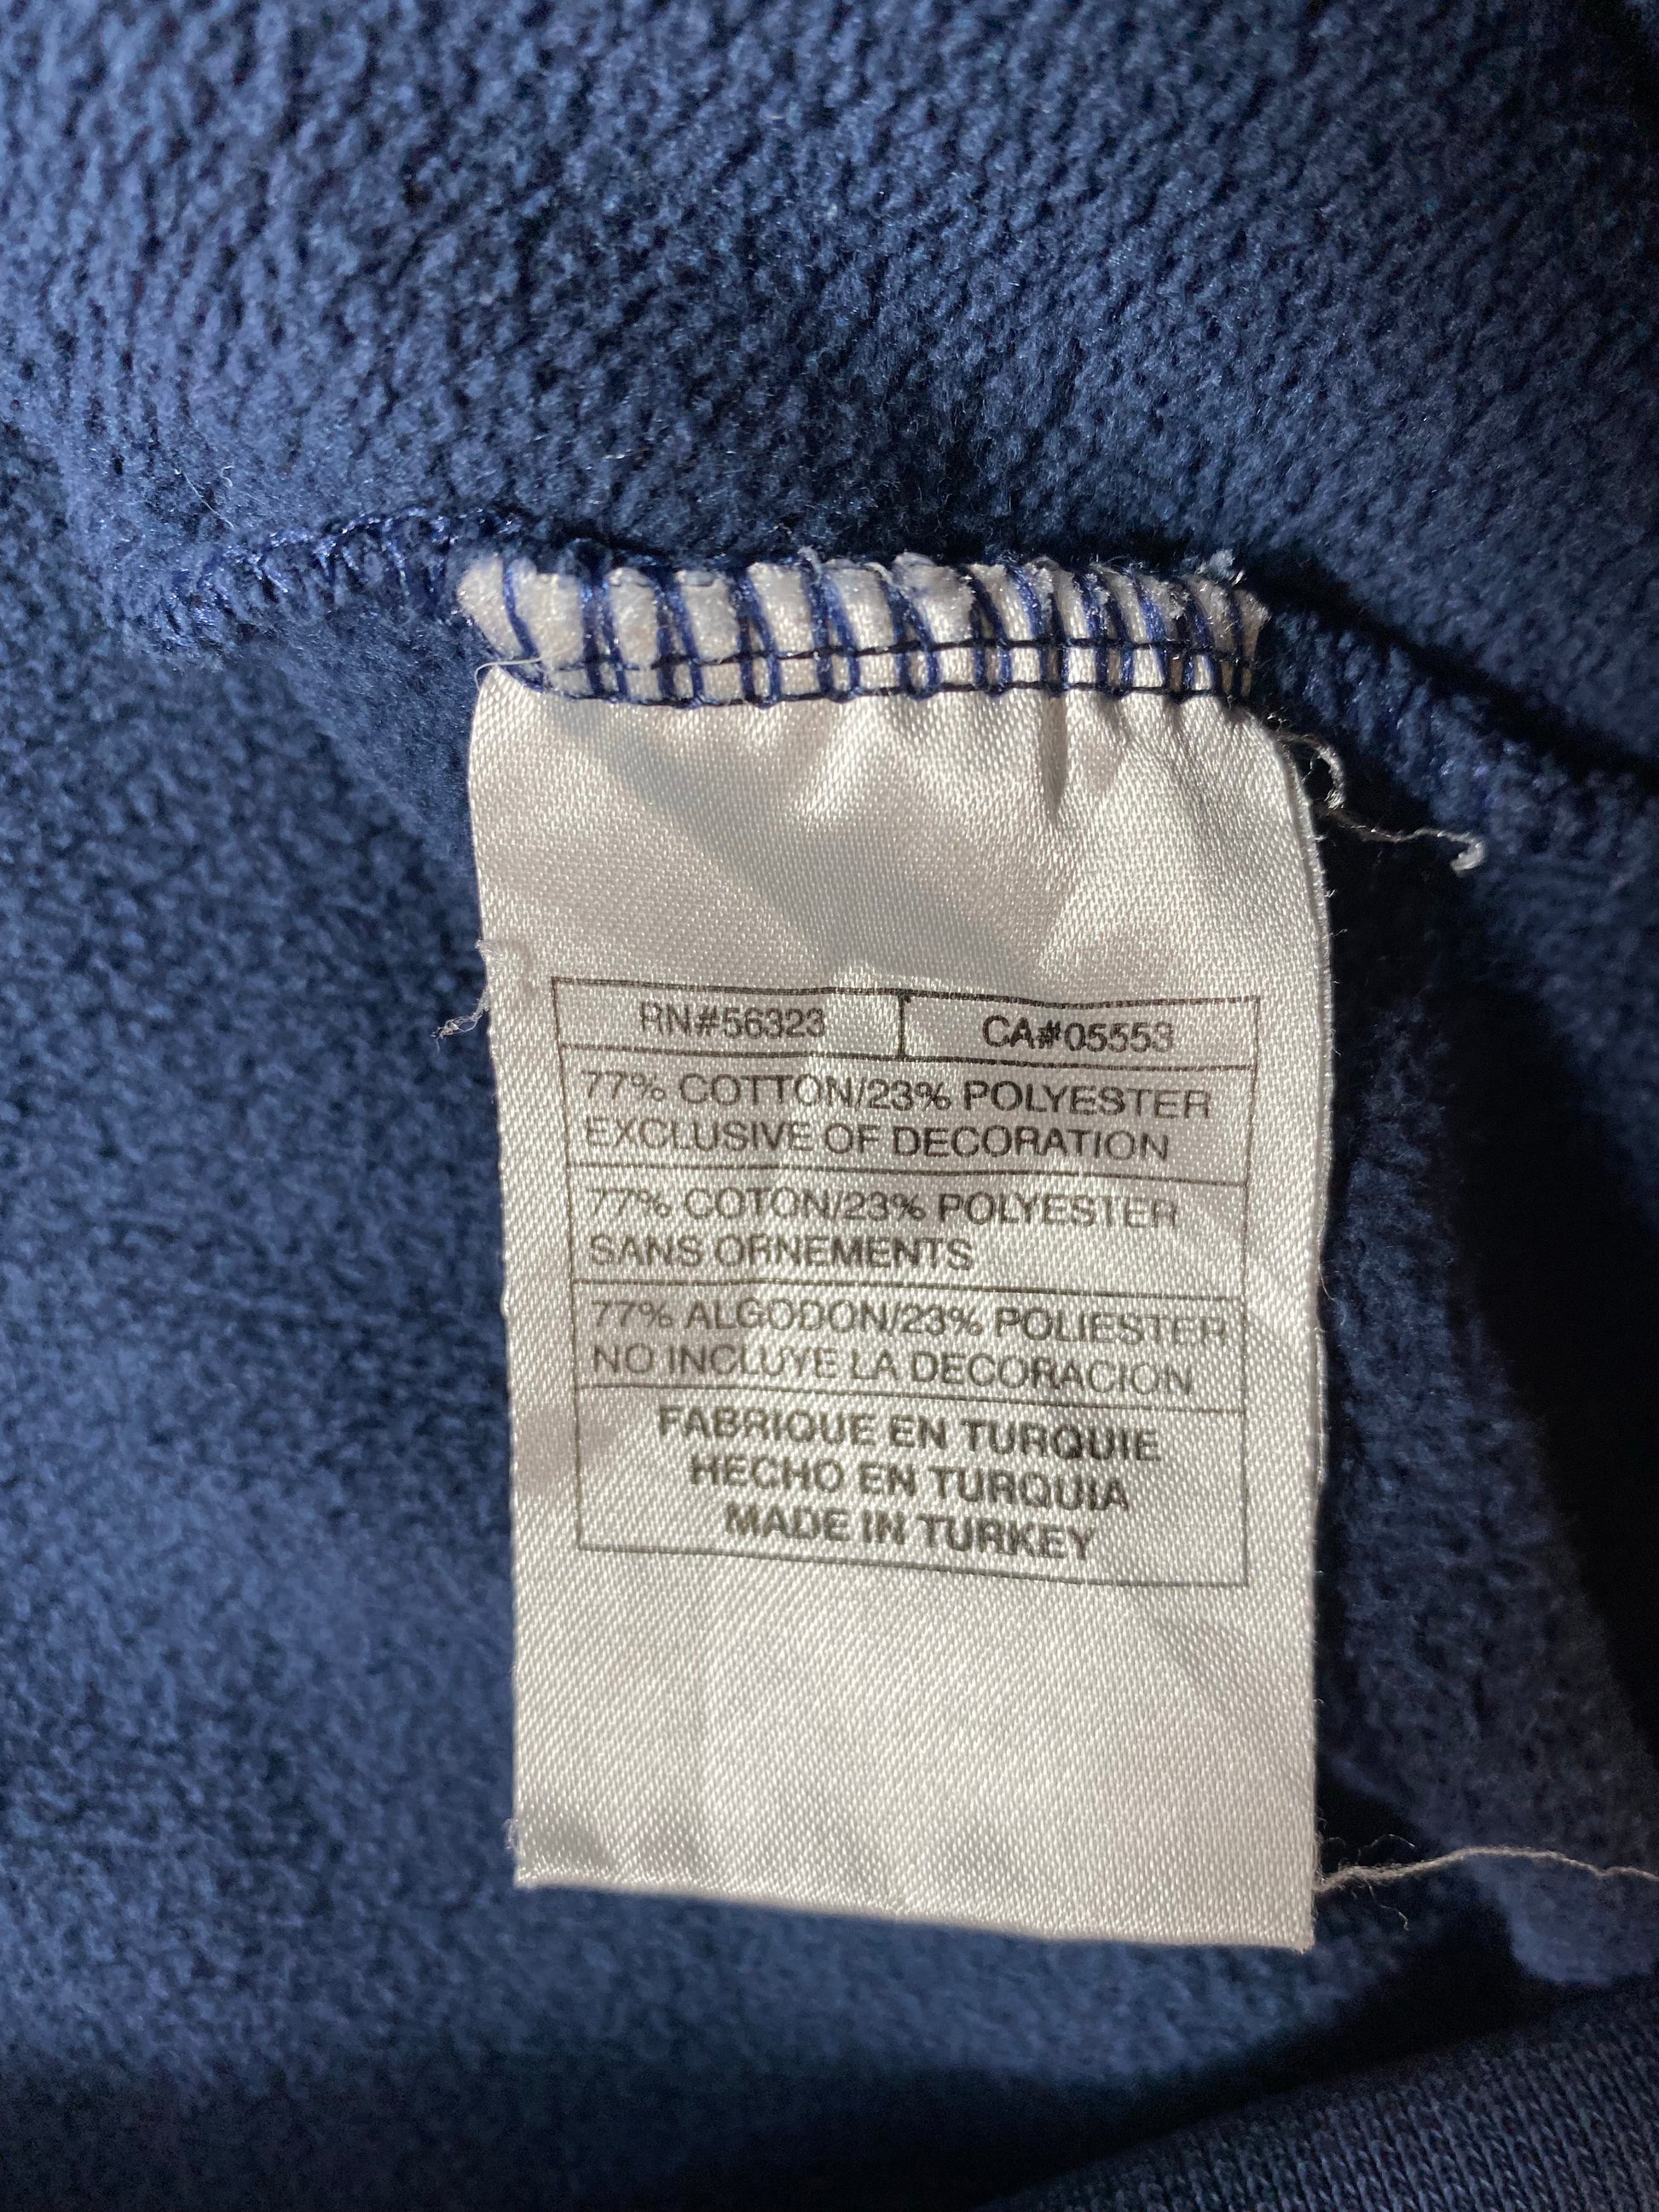 RN#56323 CA#05553
77% COTTON/23% POLYESTER
EXCLUSIVE OF DECORATION
77% COTON/23% POLYESTER
SANS ORNEMENTS
77% ALGODON/23% POLIESTER
NO INCLUYE LA DECORACION
FABRIQUE EN TURQUIE
HECHO EN TURQUIA
MADE IN TURKEY